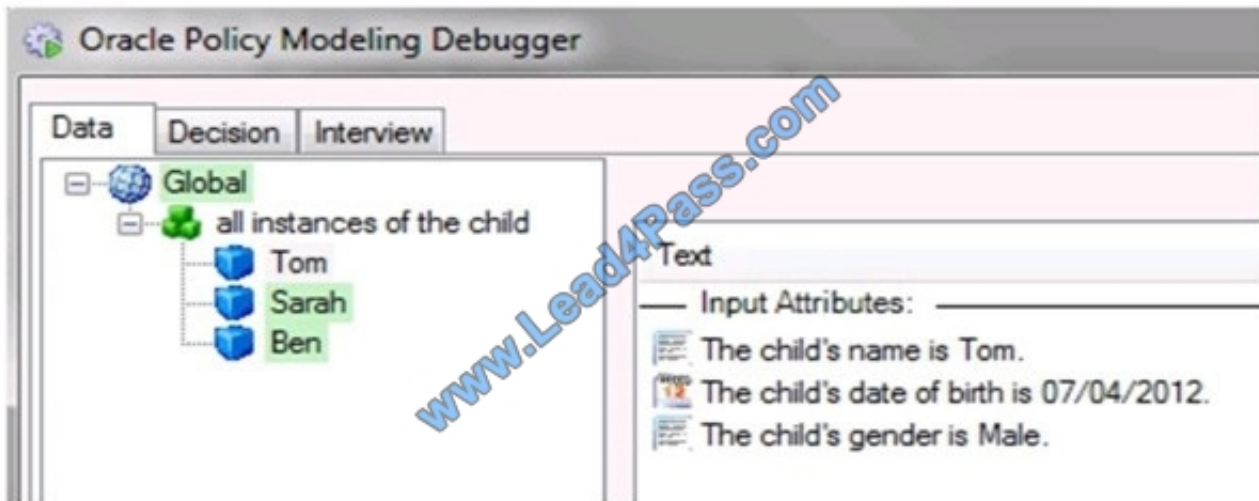 Oracle Policy Modeling Debugger
Data
Decision
Interview
Global
all instances of the child
Tom
Sarah
Ben
Text
Input Attributes:
The child's name is Tom.
The child's date of birth is 07/04/2012.
The child's gender is Male.
www.Lead4Pass.com